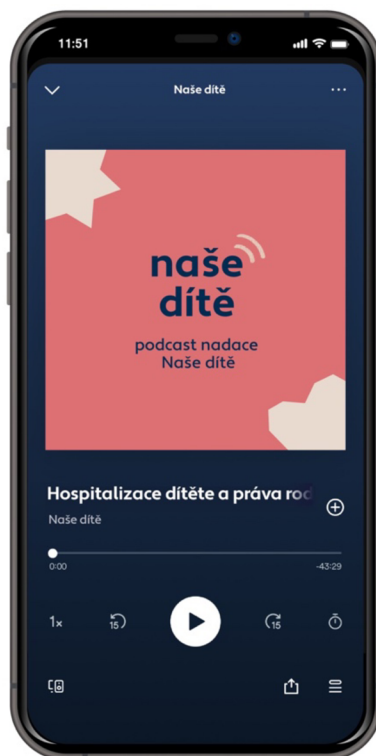 11:51
Naše dítě
naše
dítě
podcast nadace
Naše dítě
Hospitalizace dítěte a práva rod
Naše dítě
0:00 -43:29
1x 15 15